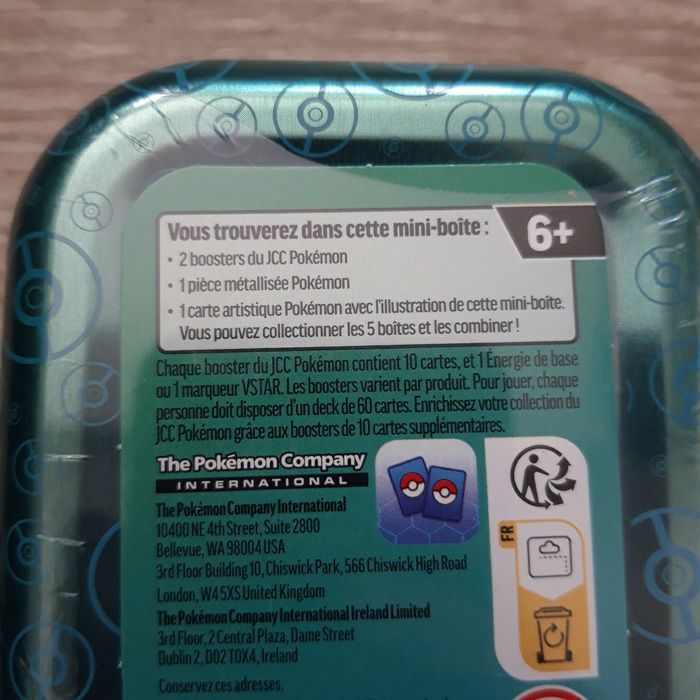 Vous trouverez dans cette mini-boîte :
6+
• 2 boosters du JCC Pokémon
• 1 pièce métallisée Pokémon
• 1 carte artistique Pokémon avec l'illustration de cette mini-boîte.
Vous pouvez collectionner les 5 boîtes et les combiner !
Chaque booster du JCC Pokémon contient 10 cartes, et 1 Énergie de base
ou 1 marqueur VSTAR. Les boosters varient par produit. Pour jouer, chaque
personne doit disposer d'un deck de 60 cartes. Enrichissez votre collection du
JCC Pokémon grâce aux boosters de 10 cartes supplémentaires.
The Pokémon Company
INTERNATIONAL
The Pokémon Company International
10400 NE 4th Street, Suite 2800
Bellevue, WA 98004 USA
3rd Floor Building 10, Chiswick Park, 566 Chiswick High Road
London, W4 5XS United Kingdom
The Pokémon Company International Ireland Limited
3rd Floor, 2 Central Plaza, Dame Street
Dublin 2, D02 T0X4, Ireland
Conservez ces adresses.
FR